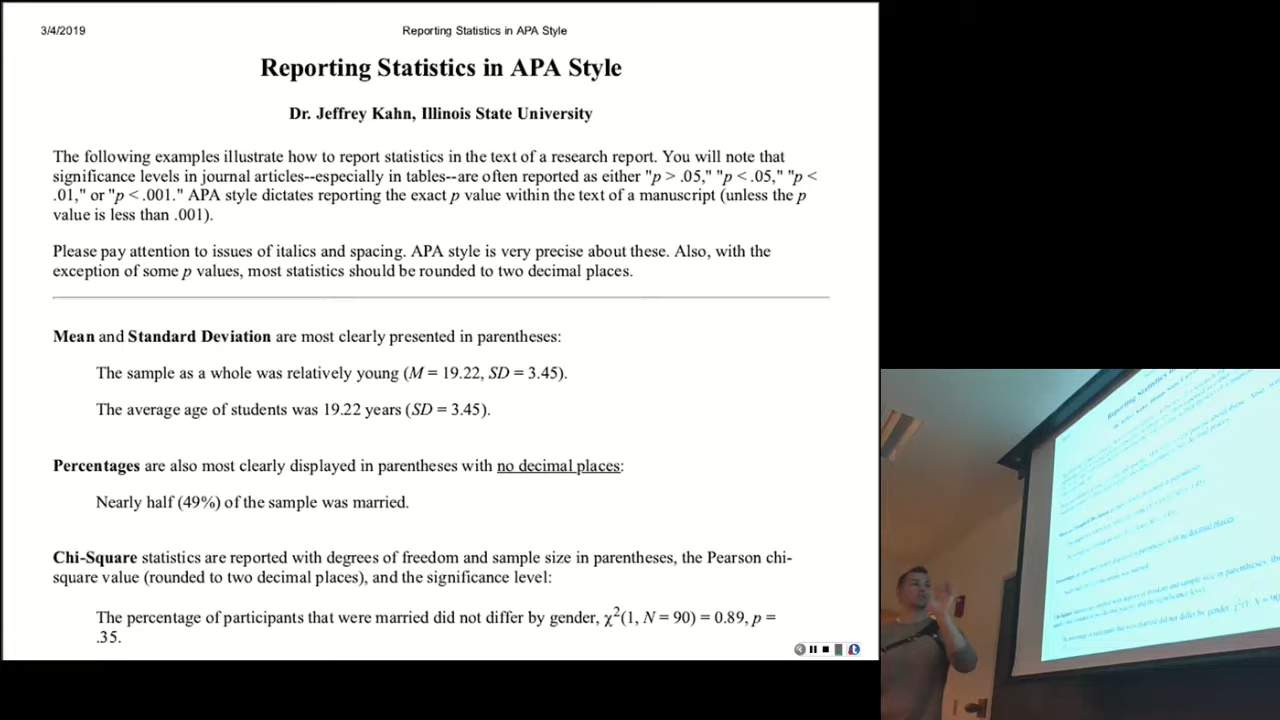 3/4/2019 Reporting Statistics in APA Style
Reporting Statistics in APA Style
Dr. Jeffrey Kahn, Illinois State University
The following examples illustrate how to report statistics in the text of a research report. You will note that
significance levels in journal articles--especially in tables--are often reported as either "p > .05," "p < .05," "p <
.01," or "p < .001." APA style dictates reporting the exact p value within the text of a manuscript (unless the p
value is less than .001).
Please pay attention to issues of italics and spacing. APA style is very precise about these. Also, with the
exception of some p values, most statistics should be rounded to two decimal places.
Mean and Standard Deviation are most clearly presented in parentheses:
The sample as a whole was relatively young (M = 19.22, SD = 3.45).
The average age of students was 19.22 years (SD = 3.45).
Percentages are also most clearly displayed in parentheses with no decimal places:
Nearly half (49%) of the sample was married.
Chi-Square statistics are reported with degrees of freedom and sample size in parentheses, the Pearson chi-
square value (rounded to two decimal places), and the significance level:
The percentage of participants that were married did not differ by gender, χ²(1, N = 90) = 0.89, p =
.35.